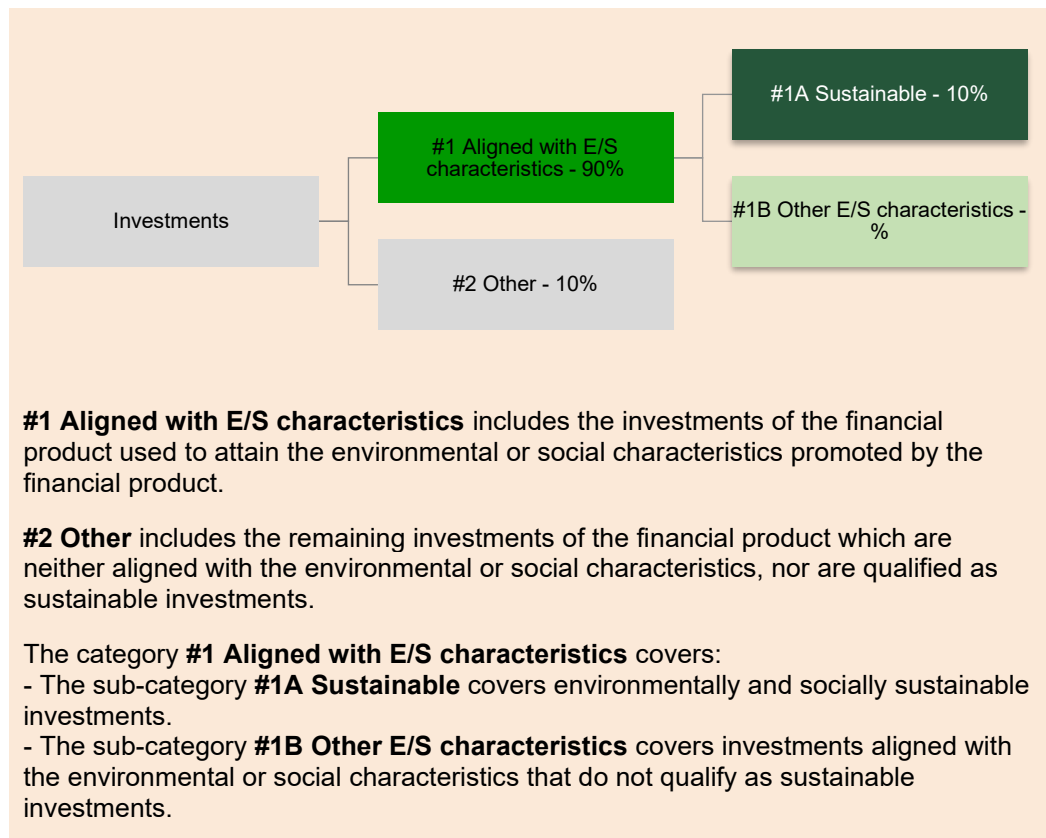 #1A Sustainable - 10%
#1 Aligned with E/S
characteristics - 90%
Investments
#1B Other E/S characteristics -
%
#2 Other - 10%
#1 Aligned with E/S characteristics includes the investments of the financial
product used to attain the environmental or social characteristics promoted by the
financial product.
#2 Other includes the remaining investments of the financial product which are
neither aligned with the environmental or social characteristics, nor are qualified as
sustainable investments.
The category #1 Aligned with E/S characteristics covers:
- The sub-category #1A Sustainable covers environmentally and socially sustainable
investments.
- The sub-category #1B Other E/S characteristics covers investments aligned with
the environmental or social characteristics that do not qualify as sustainable
investments.